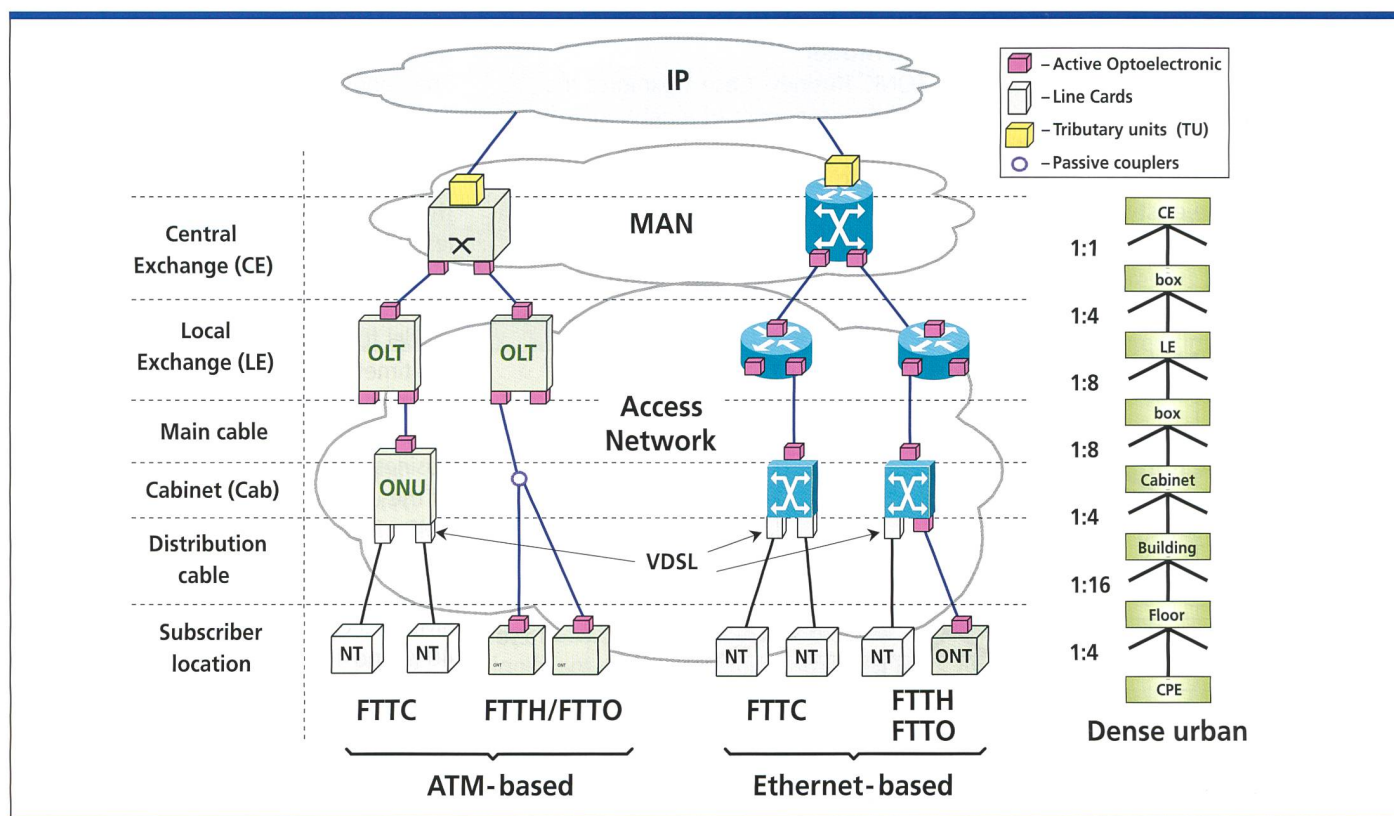 IP
– Active Optoelectronic
– Line Cards
– Tributary units (TU)
– Passive couplers
MAN
Central
Exchange (CE)
Local
Exchange (LE)
Main cable
Cabinet (Cab)
Distribution
cable
Subscriber
location
OLT
OLT
Access
Network
ONU
VDSL
NT
NT
ONT
ONT
NT
NT
NT
ONT
FTTC
FTTH/FTTO
FTTC
FTTH
FTTO
ATM-based
Ethernet-based
CE
1:1
box
1:4
LE
1:8
box
1:8
Cabinet
1:4
Building
1:16
Floor
1:4
CPE
Dense urban